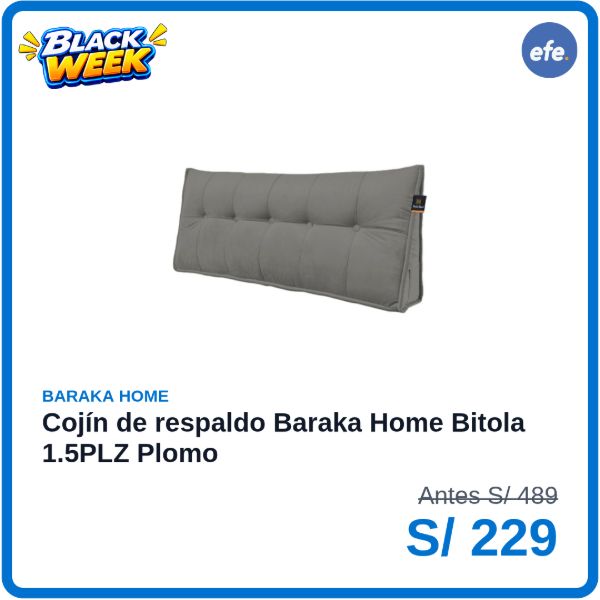 BLACK
WEEK
efe.
BARAKA HOME
Cojín de respaldo Baraka Home Bitola
1.5PLZ Plomo
Antes S/ 489
S/ 229